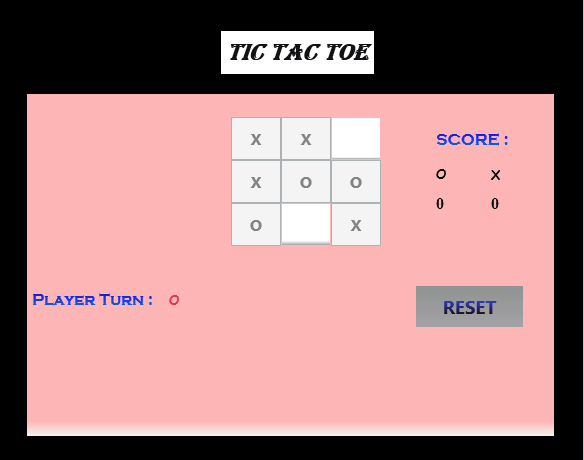 TIC TAC TOE
X X
SCORE :
O X
X O O
0 0
O X
PLAYER TURN : O
RESET